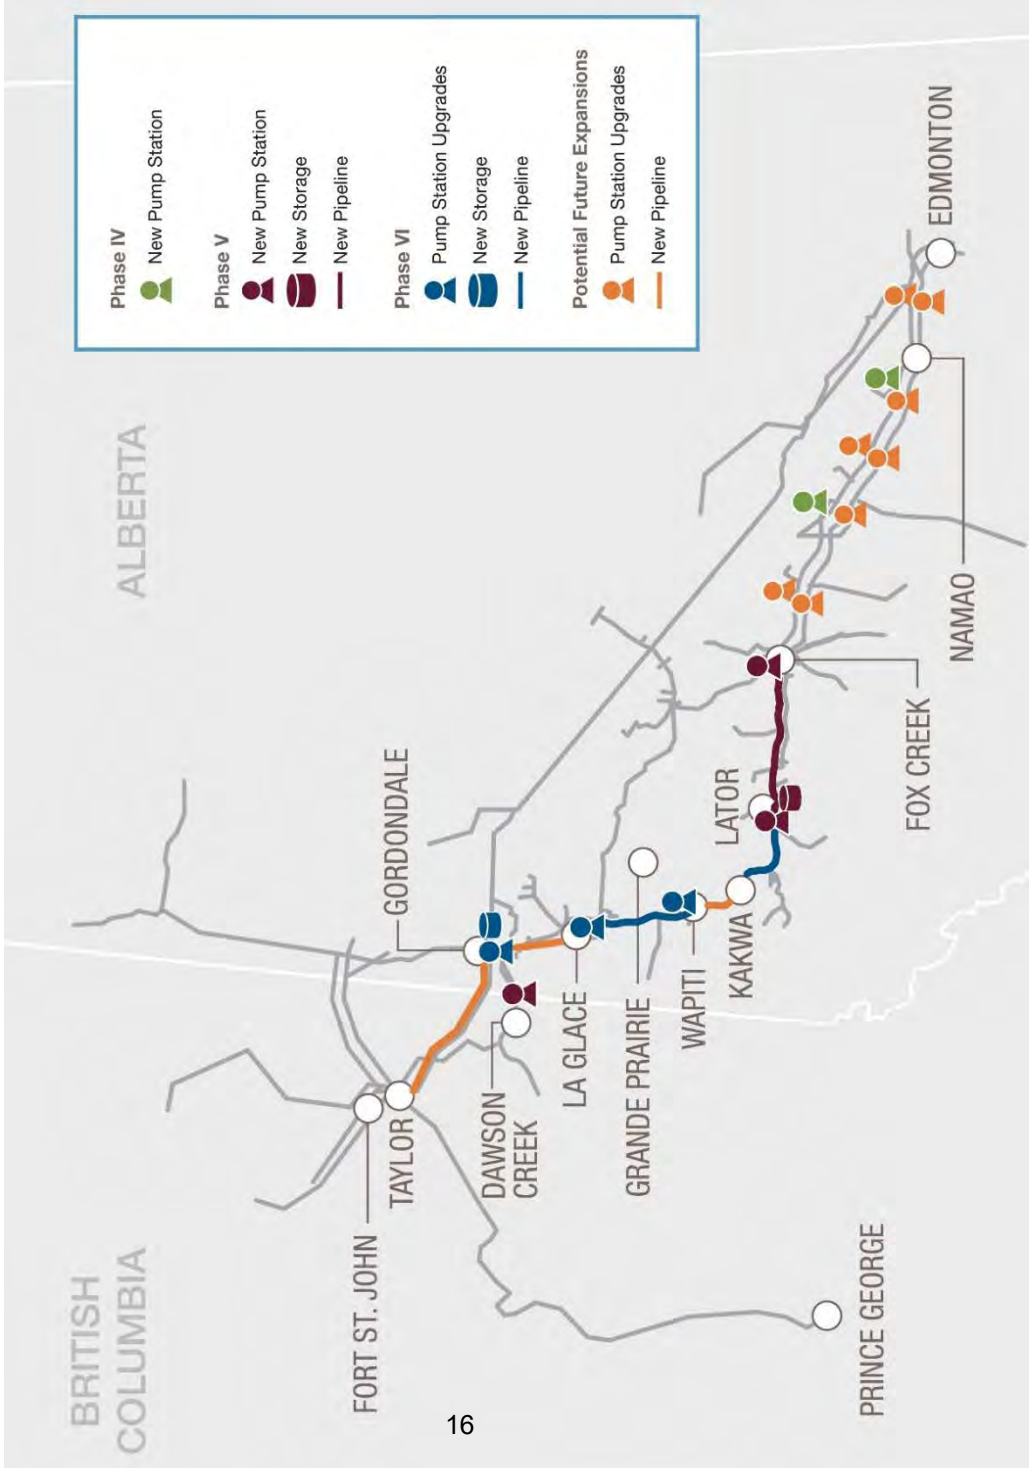 BRITISH
COLUMBIA
ALBERTA
Phase IV
New Pump Station
Phase V
New Pump Station
New Storage
New Pipeline
Phase VI
Pump Station Upgrades
New Storage
New Pipeline
Potential Future Expansions
Pump Station Upgrades
New Pipeline
FORT ST. JOHN
TAYLOR
GORDONDALE
DAWSON
CREEK
LA GLACE
GRANDE PRAIRIE
WAPITI
KAKWA
LATOR
FOX CREEK
NAMAO
EDMONTON
PRINCE GEORGE
16